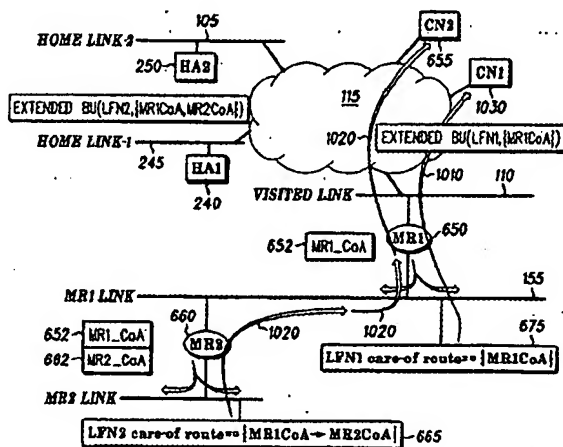 105
HOME LINK-2
250
HA2
CN2
655
CN1
1030
115
EXTENDED BU(LFN2,{MR1CoA,MR2CoA})
1020
EXTENDED BU(LFN1,{MR1CoA})
HOME LINK-1
245
HA1
240
1010
VISITED LINK
110
652
MR1_CoA
MR1
650
MR1 LINK
155
660
1020
1020
675
652
MR1_CoA
MR2
662
MR2_CoA
LFN1 care-of route= {MR1CoA}
MR2 LINK
LFN2 care-of route= {MR1CoA→MR2CoA}
665